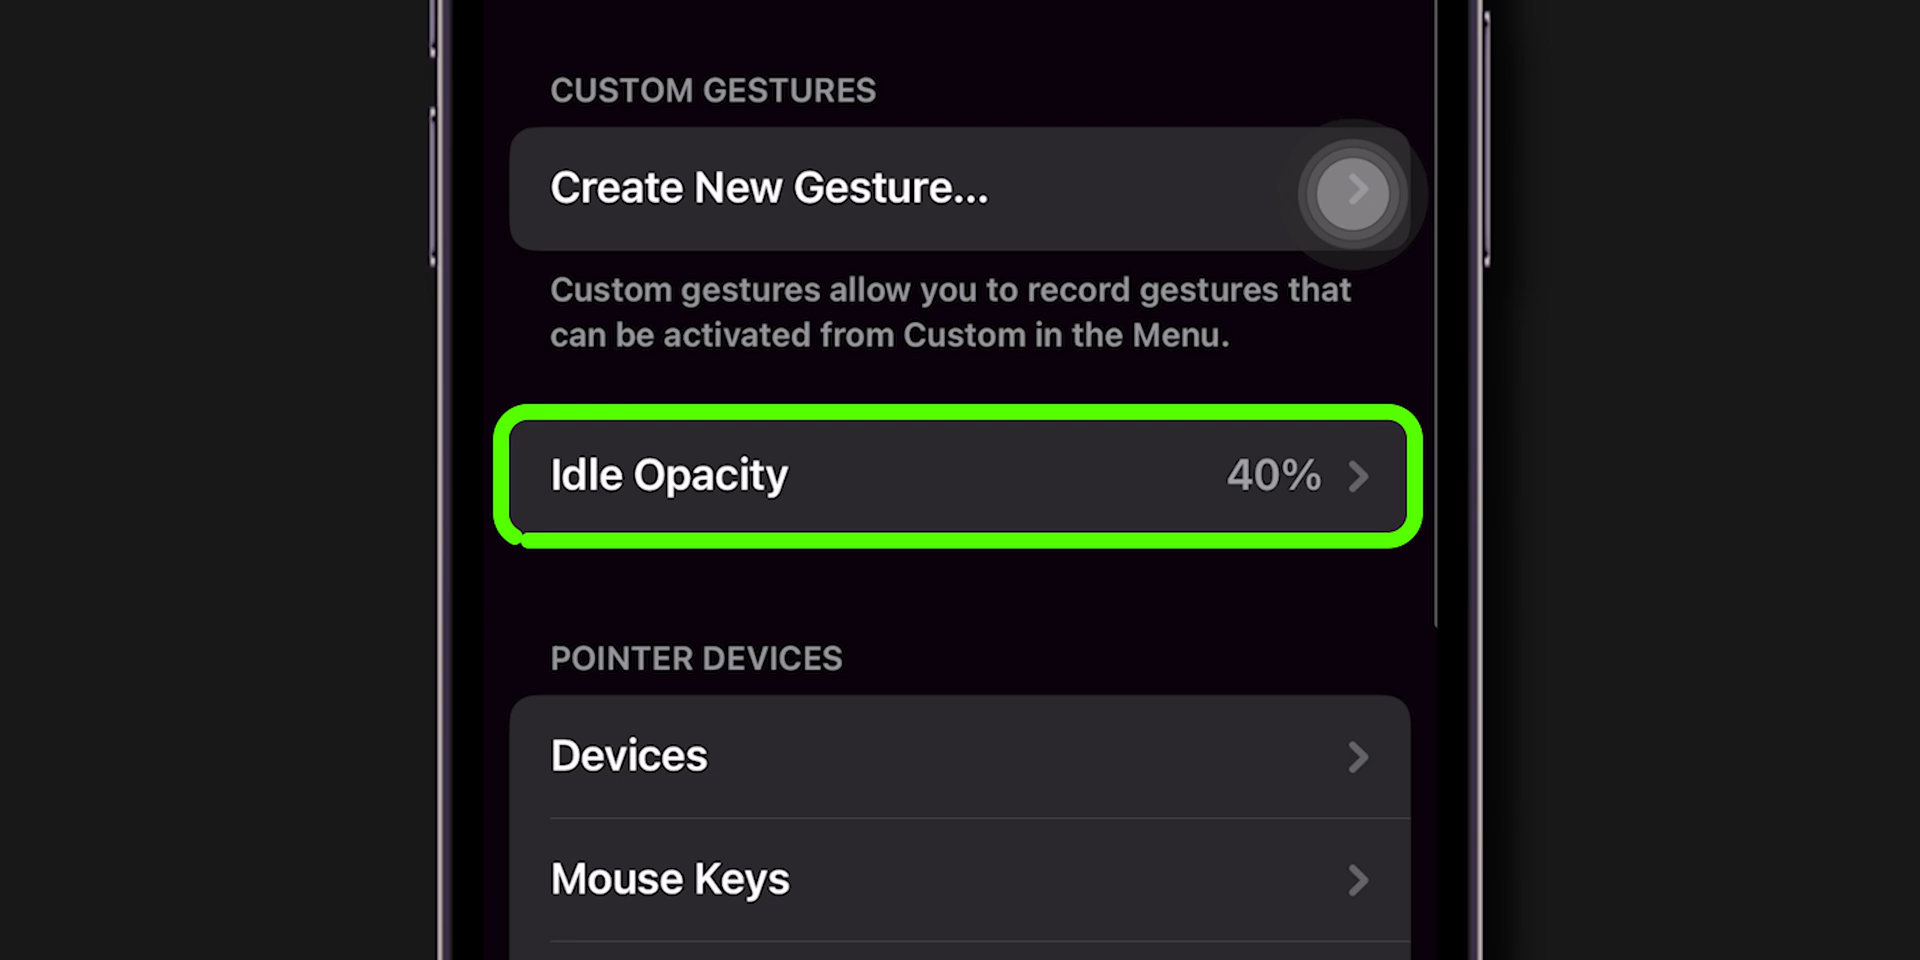 CUSTOM GESTURES
Create New Gesture...
Custom gestures allow you to record gestures that
can be activated from Custom in the Menu.
Idle Opacity 40%
POINTER DEVICES
Devices
Mouse Keys